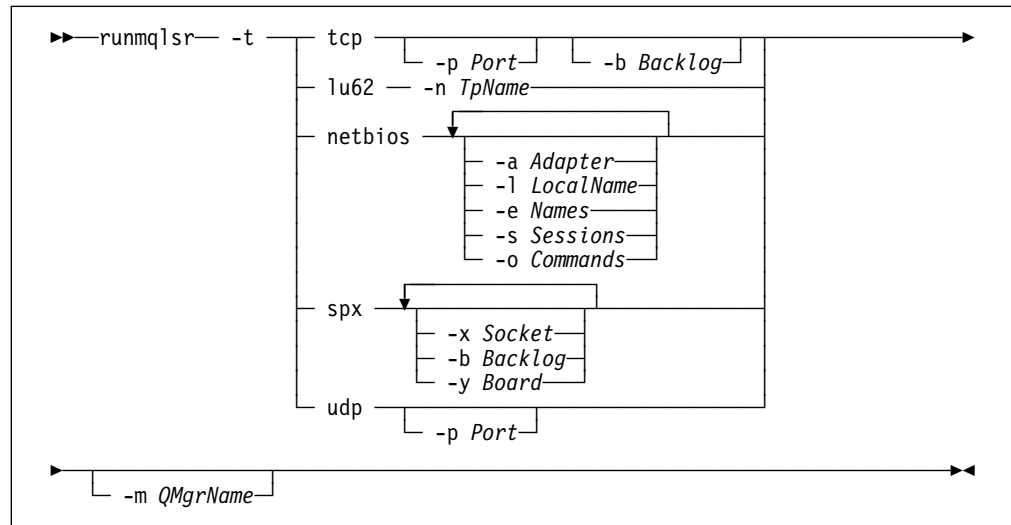 runmqlsr -t tcp
-p Port -b Backlog
lu62 -n TpName
netbios
-a Adapter
-l LocalName
-e Names
-s Sessions
-o Commands
spx
-x Socket
-b Backlog
-y Board
udp
-p Port
-m QMgrName